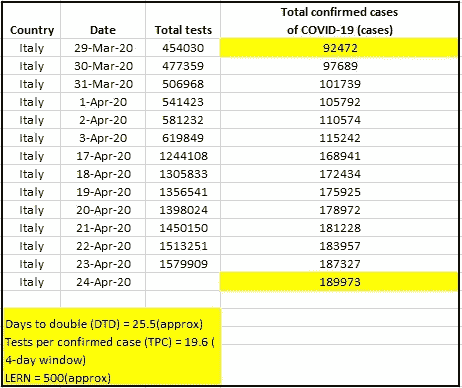 Country Date Total tests Total confirmed cases of COVID-19 (cases)
Italy 29-Mar-20 454030 92472
Italy 30-Mar-20 477359 97689
Italy 31-Mar-20 506968 101739
Italy 1-Apr-20 541423 105792
Italy 2-Apr-20 581232 110574
Italy 3-Apr-20 619849 115242
Italy 17-Apr-20 1244108 168941
Italy 18-Apr-20 1305833 172434
Italy 19-Apr-20 1356541 175925
Italy 20-Apr-20 1398024 178972
Italy 21-Apr-20 1450150 181228
Italy 22-Apr-20 1513251 183957
Italy 23-Apr-20 1579909 187327
Italy 24-Apr-20 189973
Days to double (DTD) = 25.5(approx)
Tests per confirmed case (TPC) = 19.6 (
4-day window)
LERN = 500(approx)